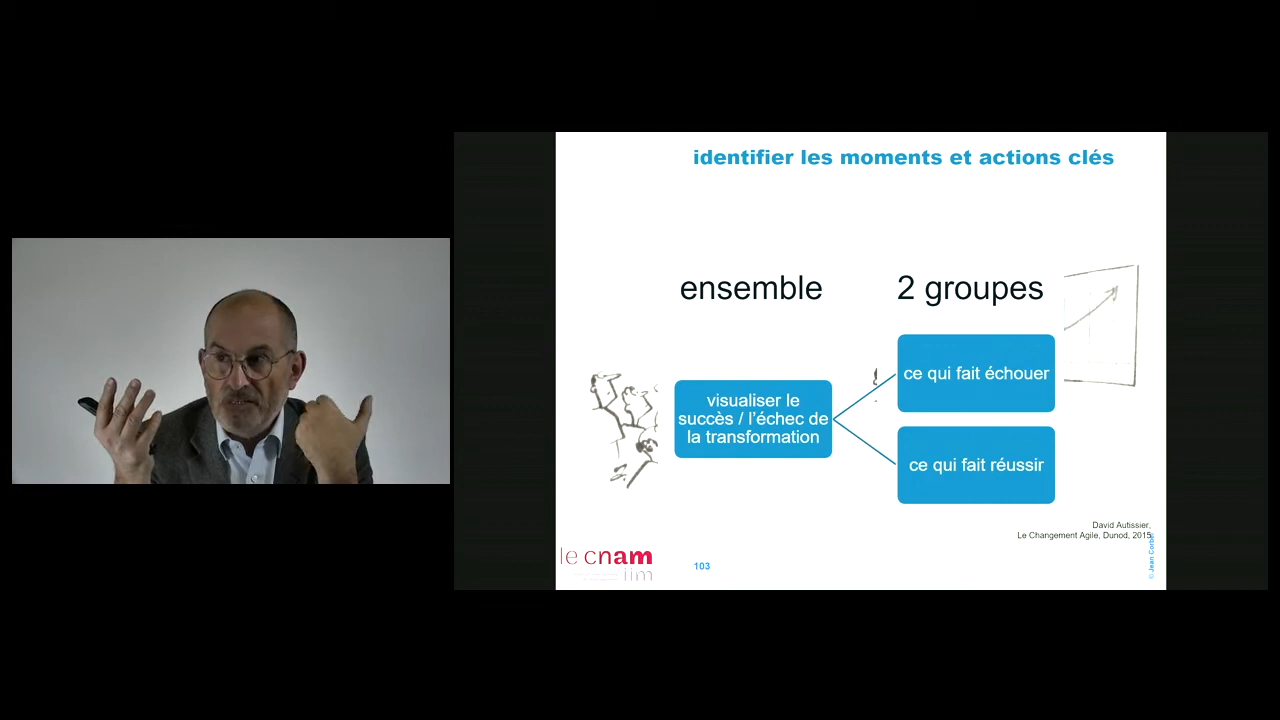 identifier les moments et actions clés
ensemble
2 groupes
visualiser le
succès / l'échec de
la transformation
ce qui fait échouer
ce qui fait réussir
David Autissier,
Le Changement Agile, Dunod, 2015
le cnam
iim
103